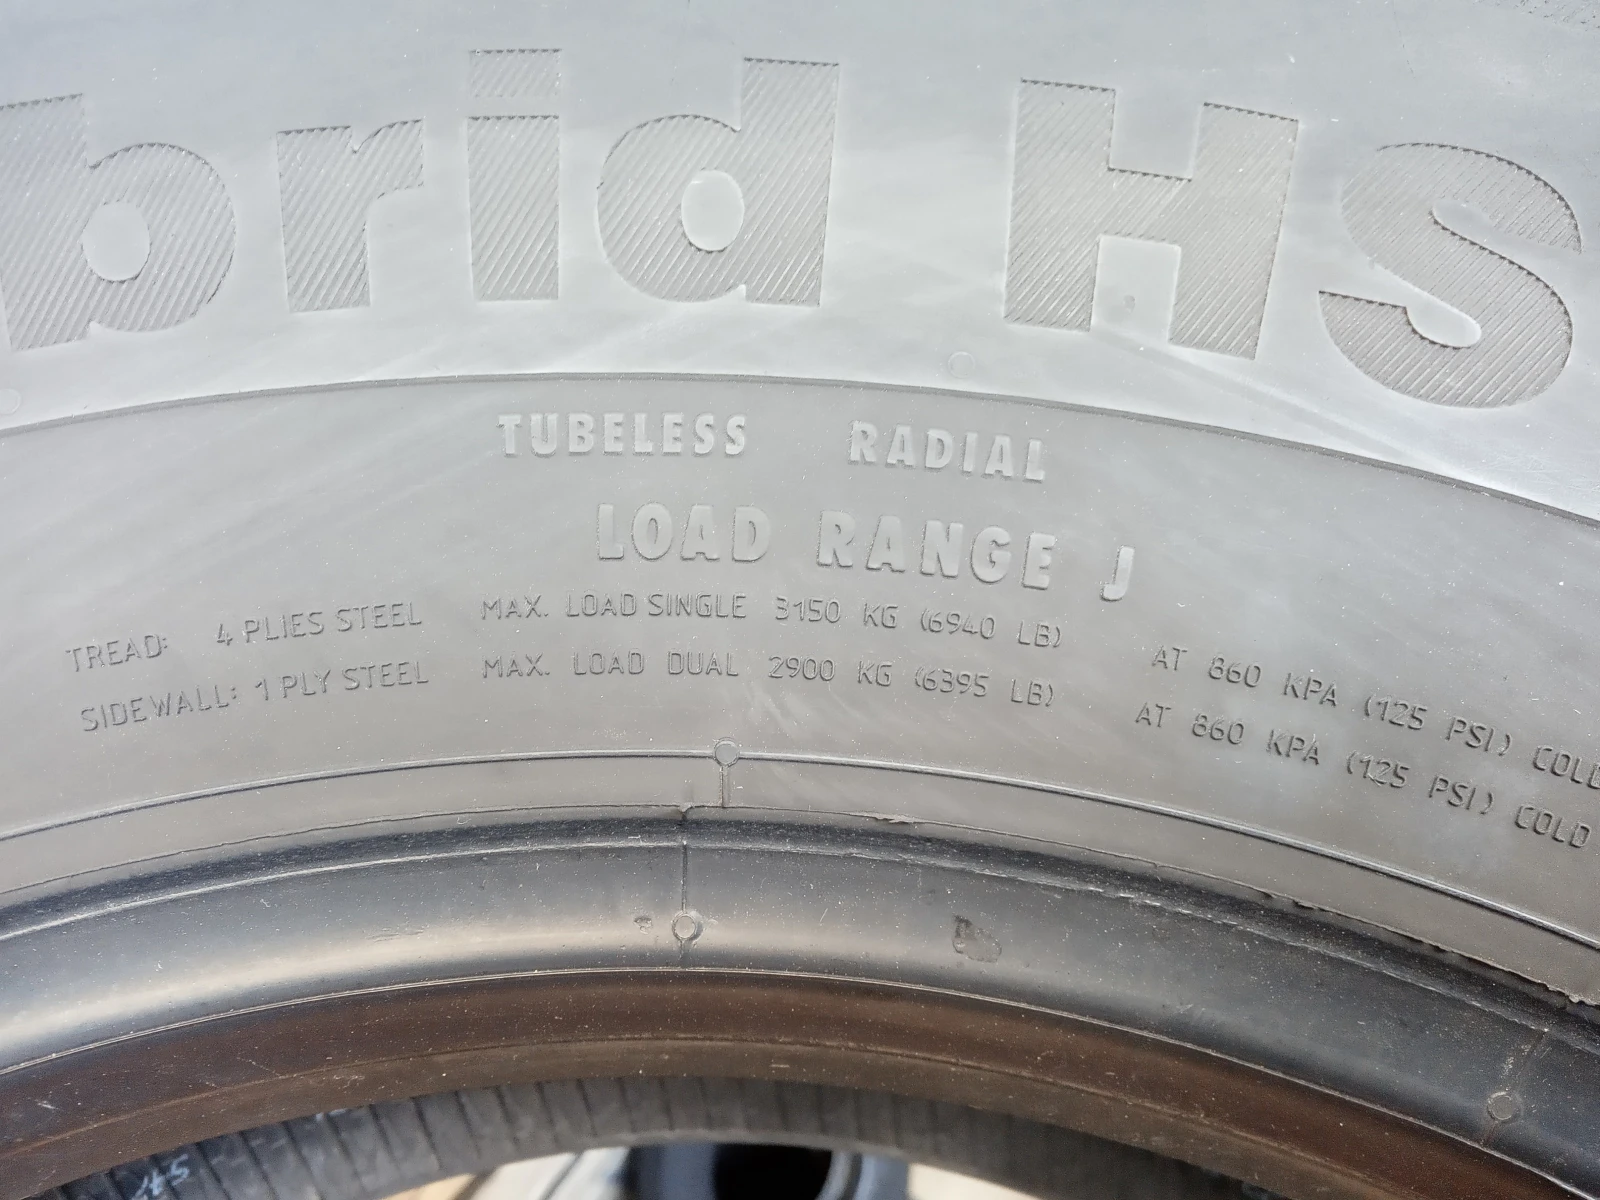 brid HS
TUBELESS RADIAL
LOAD RANGE J
TREAD: 4 PLIES STEEL MAX. LOAD SINGLE 3150 KG (6940 LB) AT 860 KPA (125 PSI) COLD
SIDEWALL: 1 PLY STEEL MAX. LOAD DUAL 2900 KG (6395 LB) AT 860 KPA (125 PSI) COLD